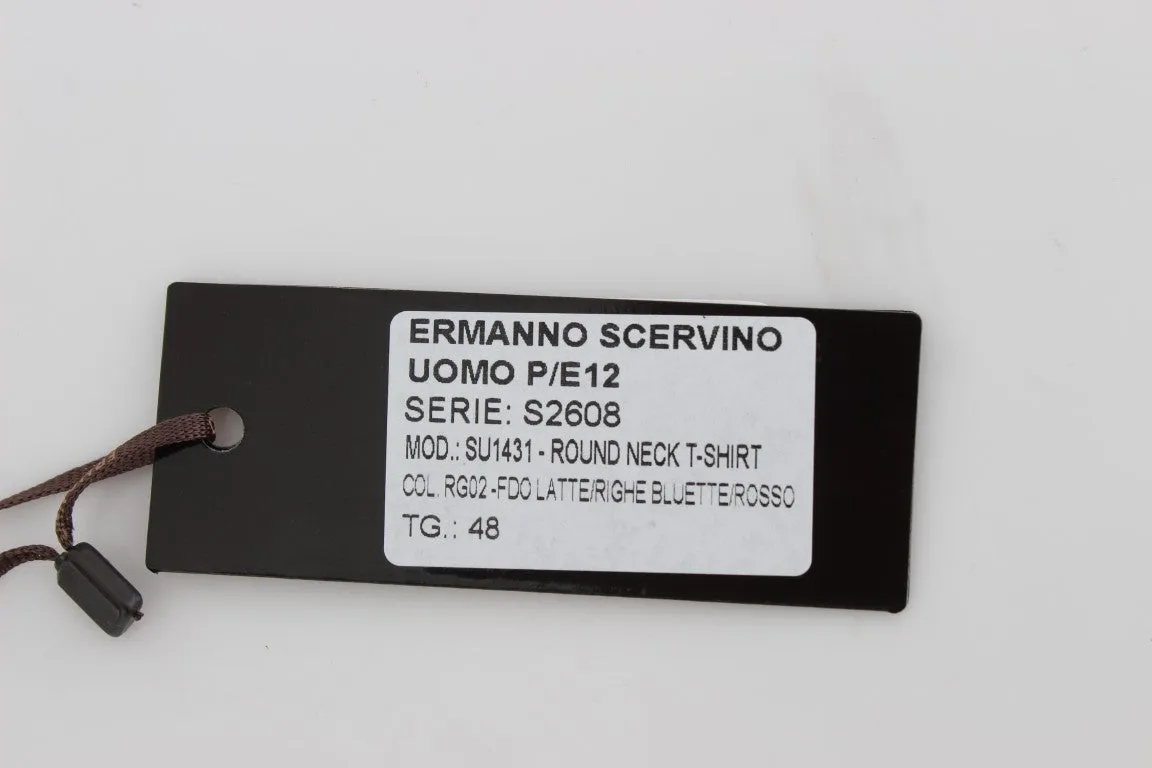 ERMANNO SCERVINO
UOMO P/E12
SERIE: S2608
MOD.: SU1431 - ROUND NECK T-SHIRT
COL. RG02 -FDO LATTE/RIGHE BLUETTE/ROSSO
TG.: 48